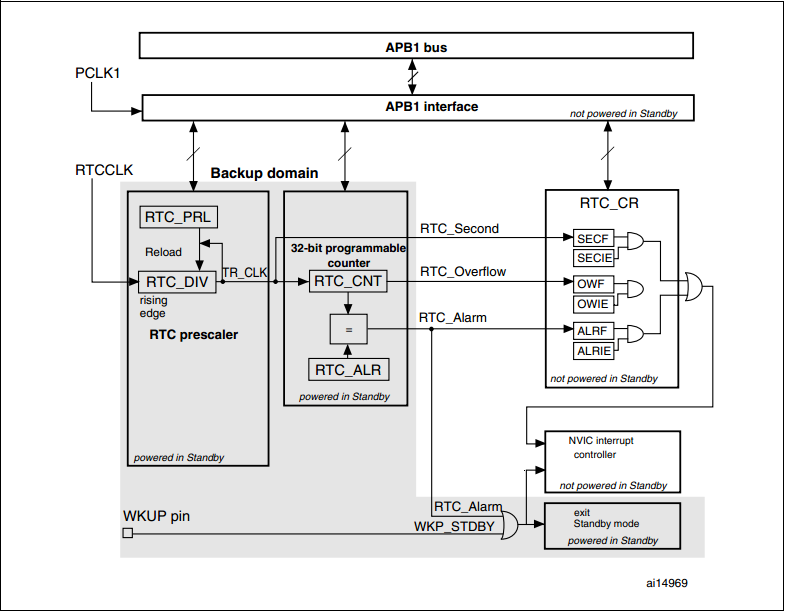 APB1 bus
PCLK1
APB1 interface
not powered in Standby
RTCCLK
Backup domain
RTC_PRL
Reload
RTC_DIV
TR_CLK
rising
edge
RTC prescaler
powered in Standby
32-bit programmable
counter
RTC_CNT
=
RTC_ALR
powered in Standby
RTC_Second
RTC_Overflow
RTC_Alarm
RTC_CR
SECF
SECIE
OWF
OWIE
ALRF
ALRIE
not powered in Standby
NVIC interrupt
controller
not powered in Standby
RTC_Alarm
WKUP pin
WKP_STDBY
exit
Standby mode
powered in Standby
ai14969